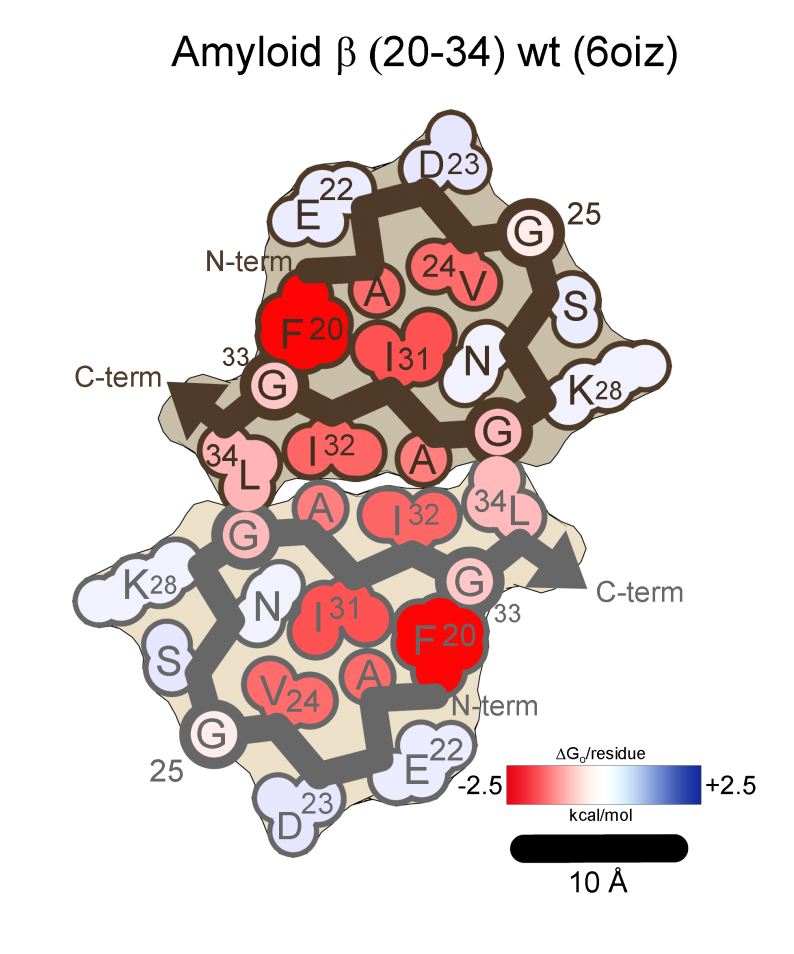 Amyloid β (20-34) wt (6oiz)
D23
E22
G 25
N-term
A
24V
S
F20
I31
N
33
G
C-term
K28
G
34L
I32
A
A
I32
34L
G
K28
N
I31
G
C-term
33
F20
S
V24
A
N-term
G
25
E22
D23
ΔG₀/residue
-2.5
+2.5
kcal/mol
10 Å